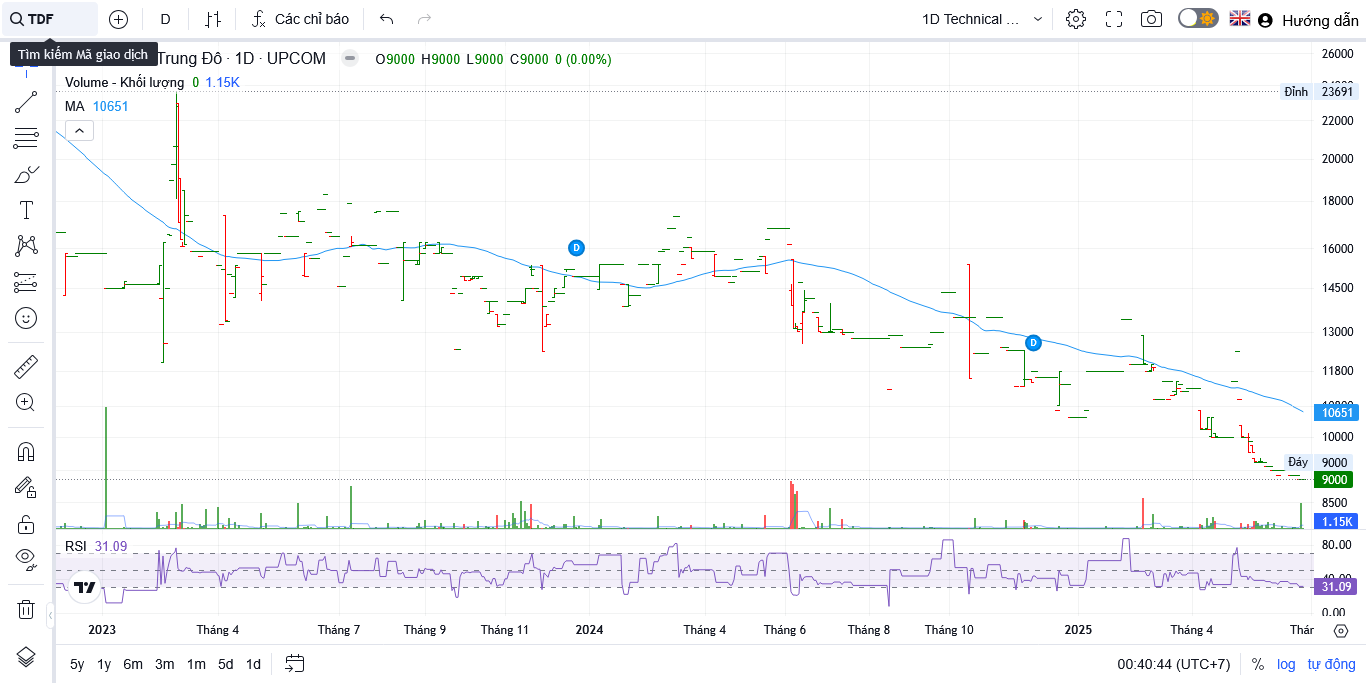 TDF
D
Các chỉ báo
1D Technical ...
Hướng dẫn
Tìm kiếm Mã giao dịch
Trung Đô · 1D · UPCOM
O9000 H9000 L9000 C9000 0 (0.00%)
Volume - Khối lượng 0 1.15K
MA 10651
26000
Đỉnh 23691
22000
20000
18000
D
16000
14500
13000
D
11800
10651
10000
Đáy 9000
9000
8500
1.15K
RSI 31.09
80.00
31.09
0.00
2023 Tháng 4 Tháng 7 Tháng 9 Tháng 11 2024 Tháng 4 Tháng 6 Tháng 8 Tháng 10 2025 Tháng 4 Thár
5y 1y 6m 3m 1m 5d 1d
00:40:44 (UTC+7) % log tự động